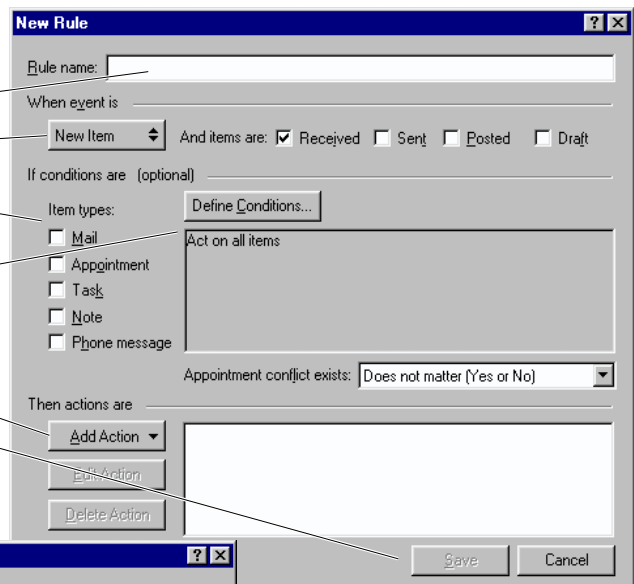 New Rule
Rule name:
When event is
New Item And items are: Received Sent Posted Draft
If conditions are (optional)
Item types: Define Conditions...
Mail
Act on all items
Appointment
Task
Note
Phone message
Appointment conflict exists: Does not matter (Yes or No)
Then actions are
Add Action
Edit Action
Delete Action
Save Cancel